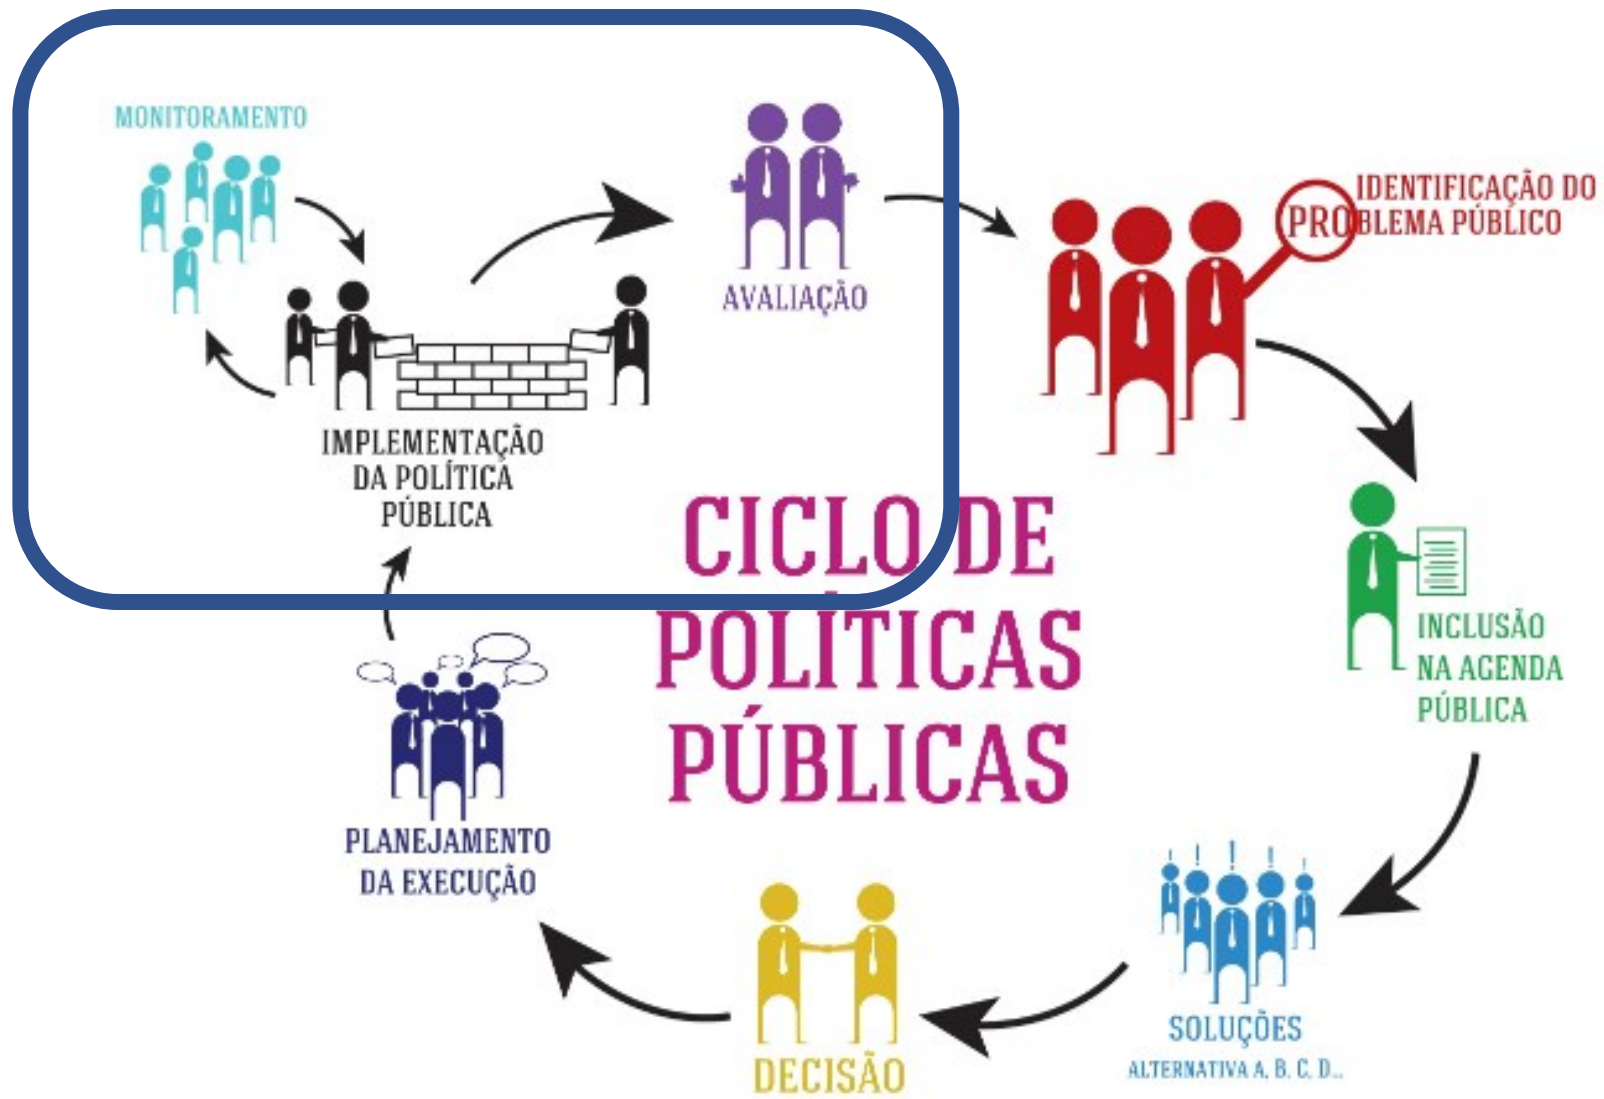 MONITORAMENTO
AVALIAÇÃO
IDENTIFICAÇÃO DO
PROBLEMA PÚBLICO
IMPLEMENTAÇÃO
DA POLÍTICA
PÚBLICA
CICLO DE
POLÍTICAS
PÚBLICAS
INCLUSÃO
NA AGENDA
PÚBLICA
PLANEJAMENTO
DA EXECUÇÃO
DECISÃO
SOLUÇÕES
ALTERNATIVA A, B, C, D...